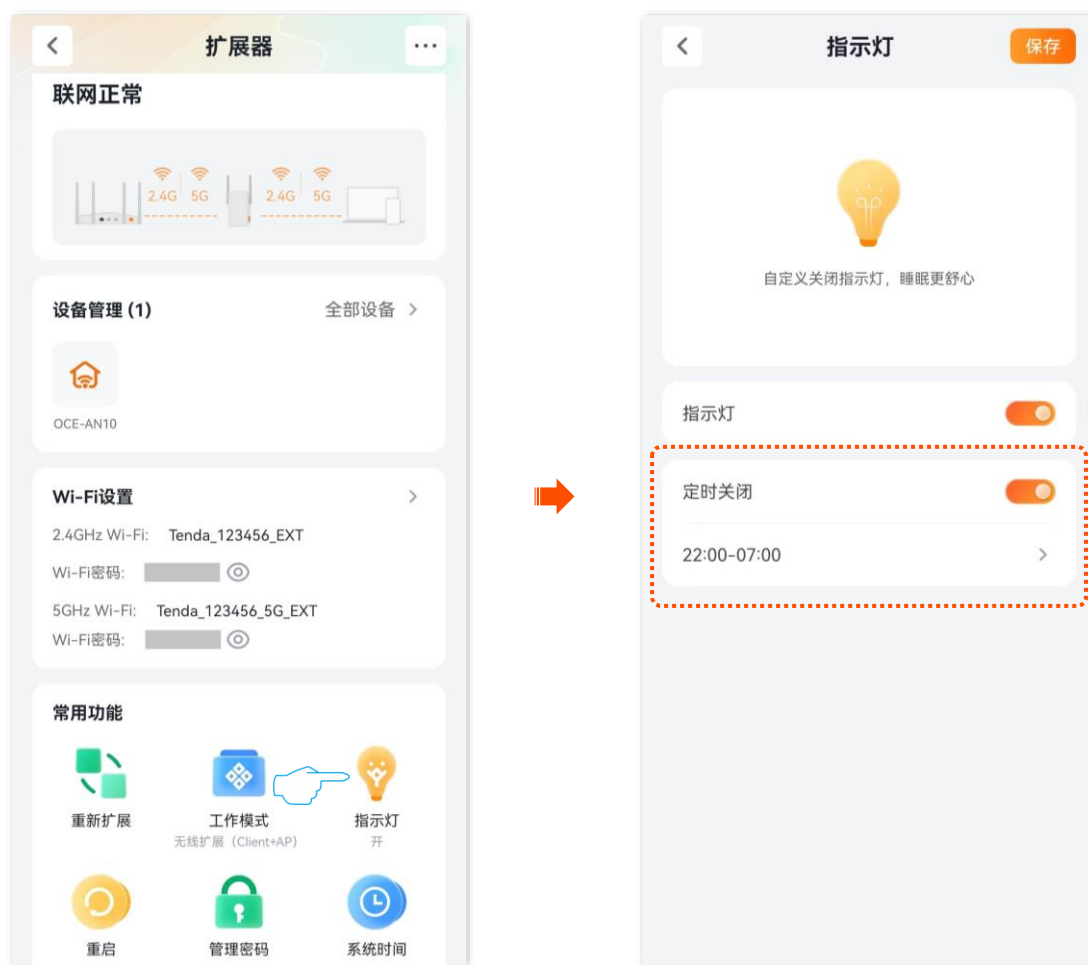 扩展器
联网正常
2.4G 5G 2.4G 5G
设备管理 (1) 全部设备
OCE-AN10
Wi-Fi设置
2.4GHz Wi-Fi: Tenda_123456_EXT
Wi-Fi密码:
5GHz Wi-Fi: Tenda_123456_5G_EXT
Wi-Fi密码:
常用功能
重新扩展 工作模式 指示灯
无线扩展（Client+AP） 开
重启 管理密码 系统时间
指示灯 保存
自定义关闭指示灯，睡眠更舒心
指示灯
定时关闭
22:00-07:00